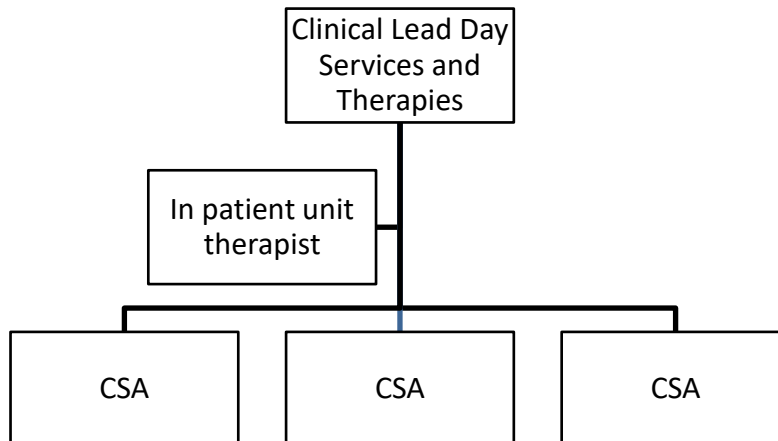 Clinical Lead Day
Services and
Therapies
In patient unit
therapist
CSA
CSA
CSA